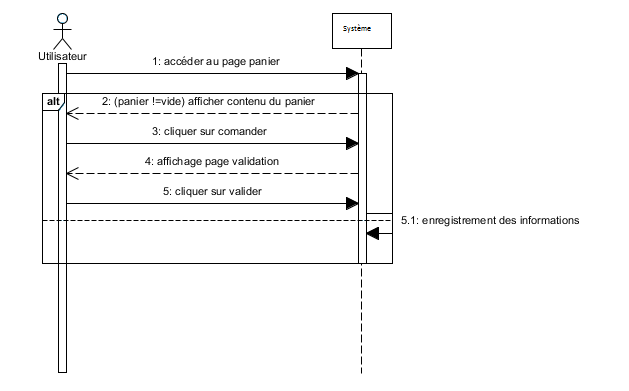 Système
Utilisateur
1: accéder au page panier
alt
2: (panier !=vide) afficher contenu du panier
3: cliquer sur comander
4: affichage page validation
5: cliquer sur valider
5.1: enregistrement des informations